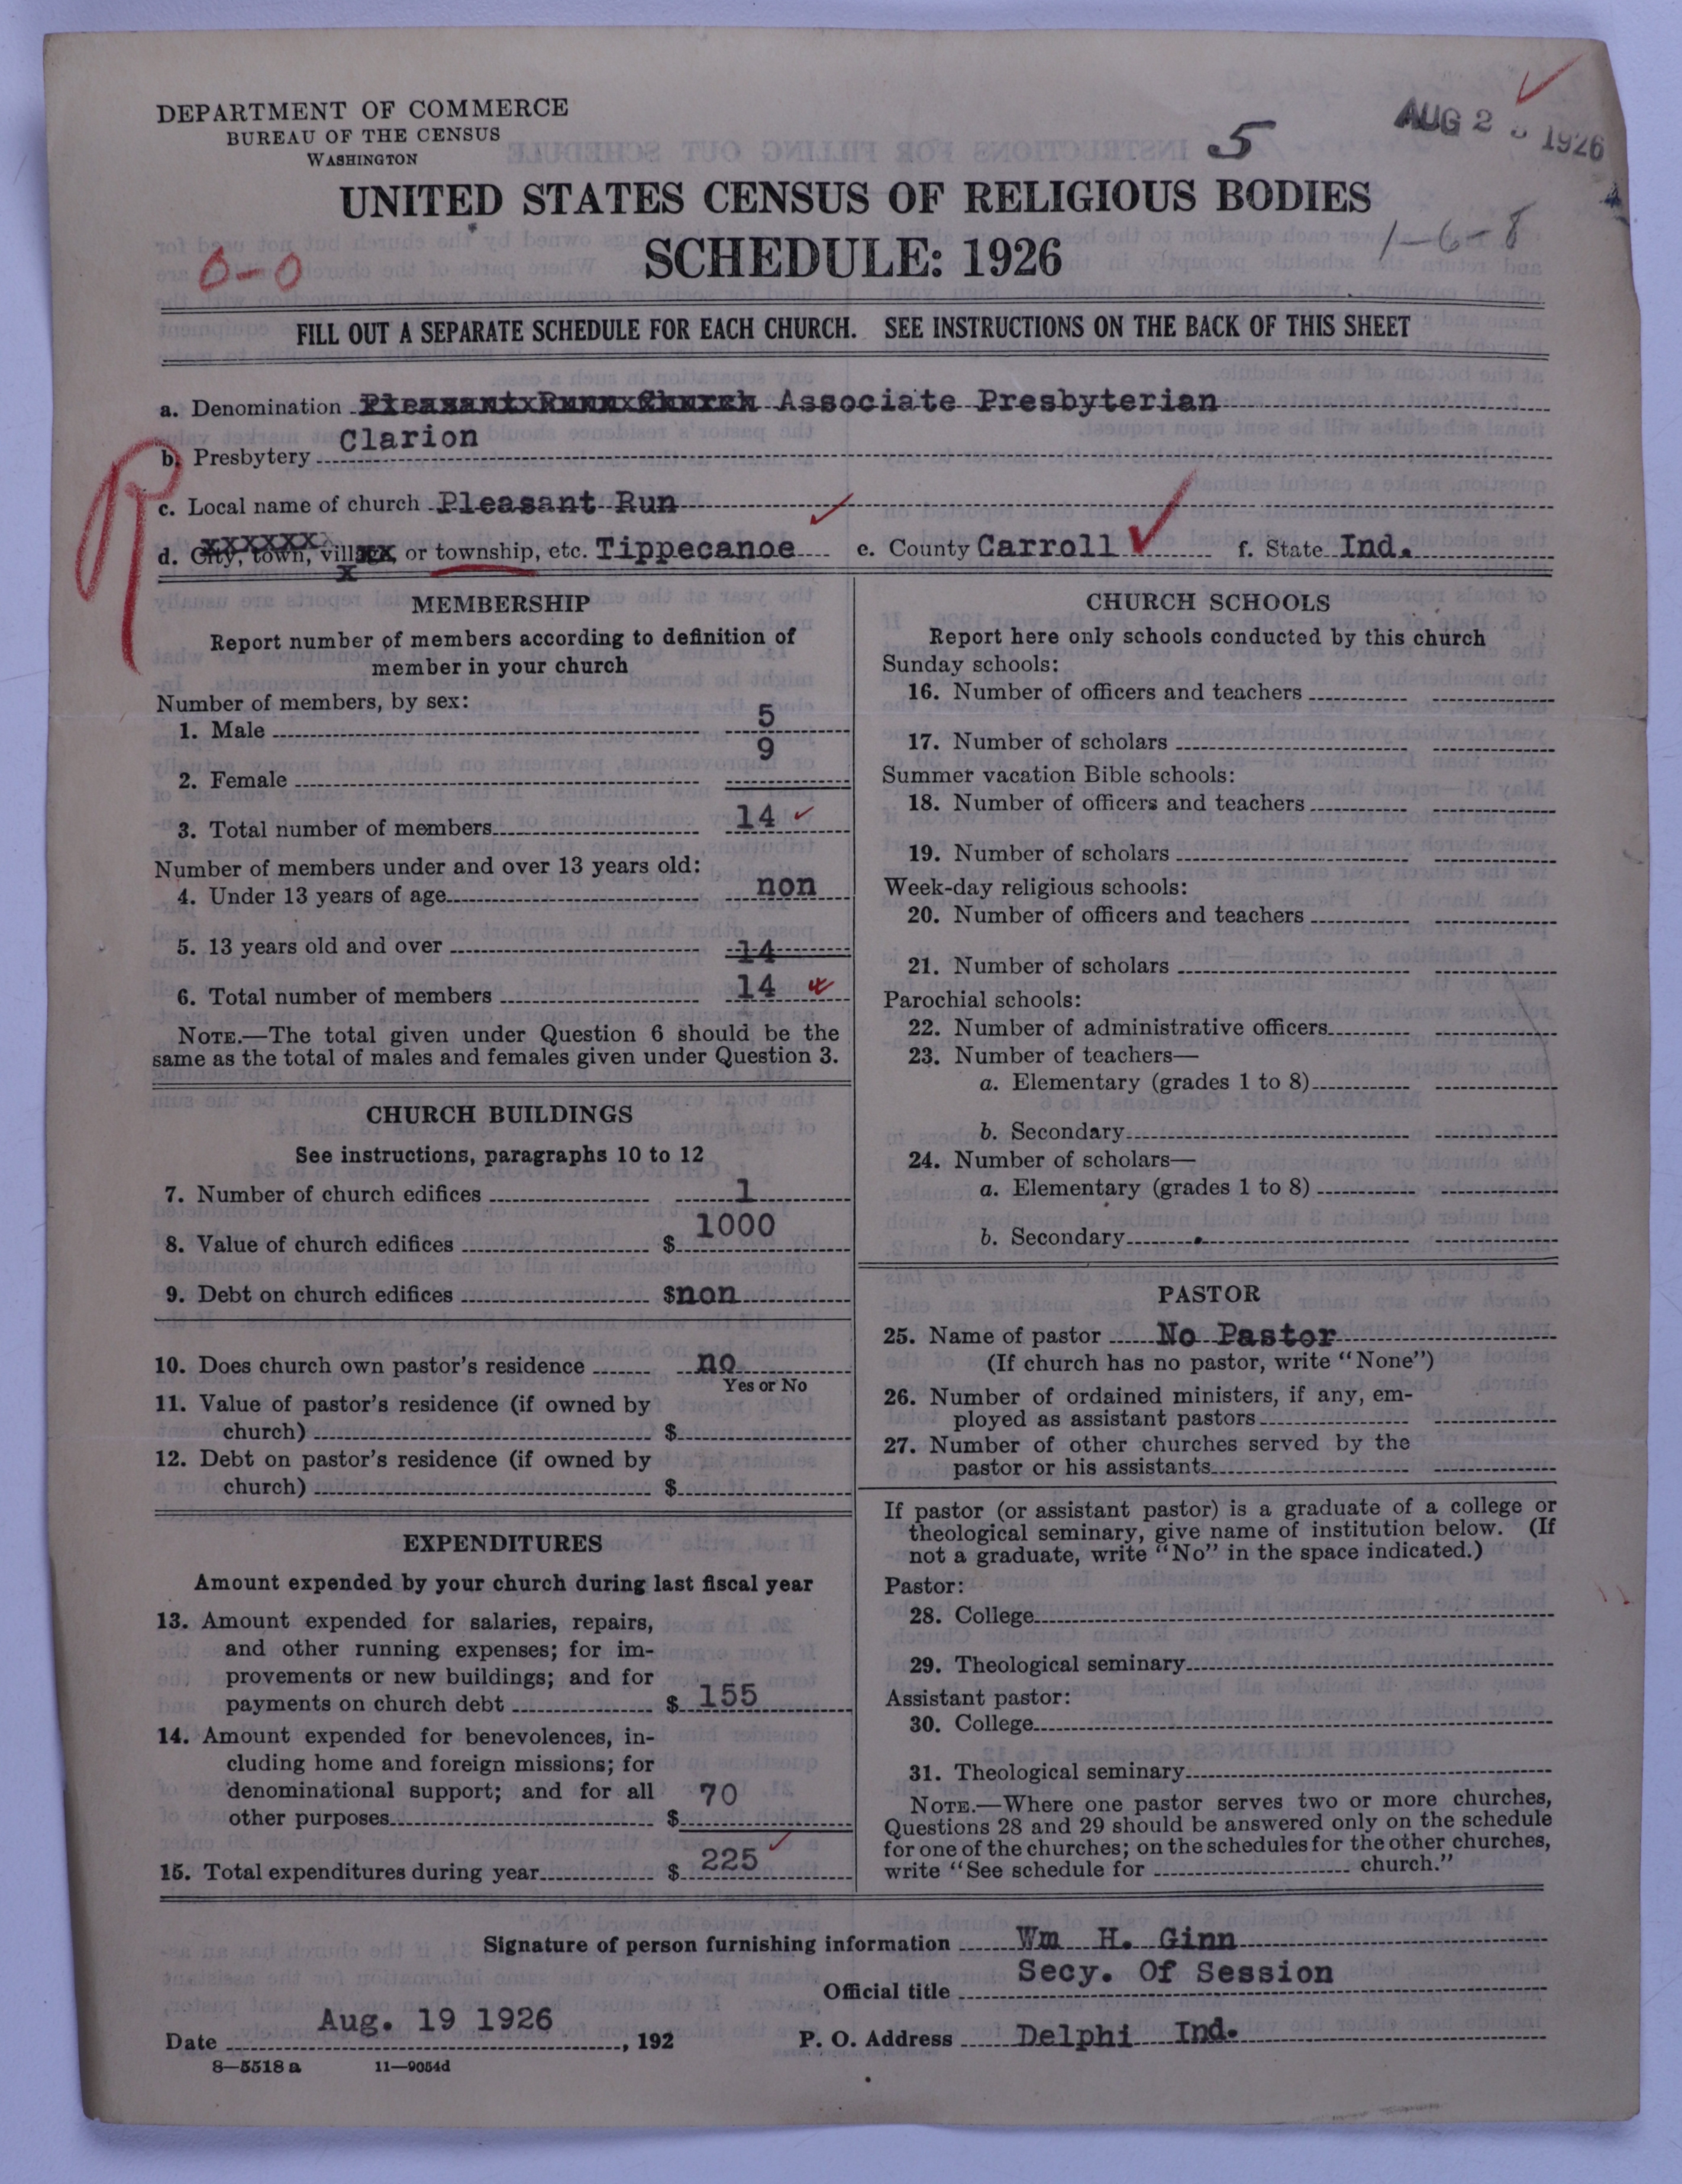 DEPARTMENT OF COMMERCE
BUREAU OF THE CENSUS
WASHINGTON
5
AUG 2 1926
UNITED STATES CENSUS OF RELIGIOUS BODIES
SCHEDULE: 1926
1-6-8
0-0
FILL OUT A SEPARATE SCHEDULE FOR EACH CHURCH. SEE INSTRUCTIONS ON THE BACK OF THIS SHEET
a. Denomination Pleasant Runn Church Associate Presbyterian
b. Presbytery Clarion
R
c. Local name of church Pleasant Run
d. City, town, village, or township, etc. Tippecanoe e. County Carroll f. State Ind.
MEMBERSHIP
Report number of members according to definition of
member in your church
Number of members, by sex:
1. Male 5
2. Female 9
3. Total number of members 14
Number of members under and over 13 years old:
4. Under 13 years of age non
5. 13 years old and over 14
6. Total number of members 14
NOTE.—The total given under Question 6 should be the
same as the total of males and females given under Question 3.
CHURCH BUILDINGS
See instructions, paragraphs 10 to 12
7. Number of church edifices 1
8. Value of church edifices $ 1000
9. Debt on church edifices $non
10. Does church own pastor's residence no
Yes or No
11. Value of pastor's residence (if owned by
church) $
12. Debt on pastor's residence (if owned by
church) $
EXPENDITURES
Amount expended by your church during last fiscal year
13. Amount expended for salaries, repairs,
and other running expenses; for im-
provements or new buildings; and for
payments on church debt $ 155
14. Amount expended for benevolences, in-
cluding home and foreign missions; for
denominational support; and for all
other purposes $ 70
15. Total expenditures during year $ 225
CHURCH SCHOOLS
Report here only schools conducted by this church
Sunday schools:
16. Number of officers and teachers
17. Number of scholars
Summer vacation Bible schools:
18. Number of officers and teachers
19. Number of scholars
Week-day religious schools:
20. Number of officers and teachers
21. Number of scholars
Parochial schools:
22. Number of administrative officers
23. Number of teachers—
a. Elementary (grades 1 to 8)
b. Secondary
24. Number of scholars—
a. Elementary (grades 1 to 8)
b. Secondary
PASTOR
25. Name of pastor No Pastor
(If church has no pastor, write "None")
26. Number of ordained ministers, if any, em-
ployed as assistant pastors
27. Number of other churches served by the
pastor or his assistants
If pastor (or assistant pastor) is a graduate of a college or
theological seminary, give name of institution below. (If
not a graduate, write "No" in the space indicated.)
Pastor:
28. College
29. Theological seminary
Assistant pastor:
30. College
31. Theological seminary
NOTE.—Where one pastor serves two or more churches,
Questions 28 and 29 should be answered only on the schedule
for one of the churches; on the schedules for the other churches,
write "See schedule for church."
Signature of person furnishing information Wm H. Ginn
Official title Secy. Of Session
Date Aug. 19 1926, 192 P. O. Address Delphi Ind.
8—5518 a 11—9054d